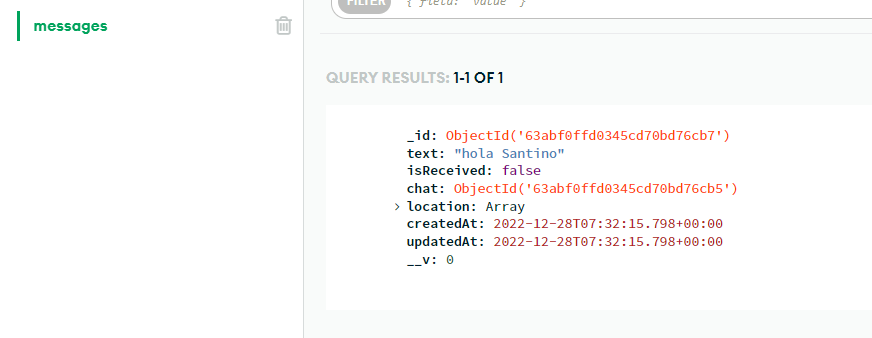 FILTER { field: 'value' }
messages
QUERY RESULTS: 1-1 OF 1
_id: ObjectId('63abf0ffd0345cd70bd76cb7')
text: "hola Santino"
isReceived: false
chat: ObjectId('63abf0ffd0345cd70bd76cb5')
> location: Array
createdAt: 2022-12-28T07:32:15.798+00:00
updatedAt: 2022-12-28T07:32:15.798+00:00
__v: 0